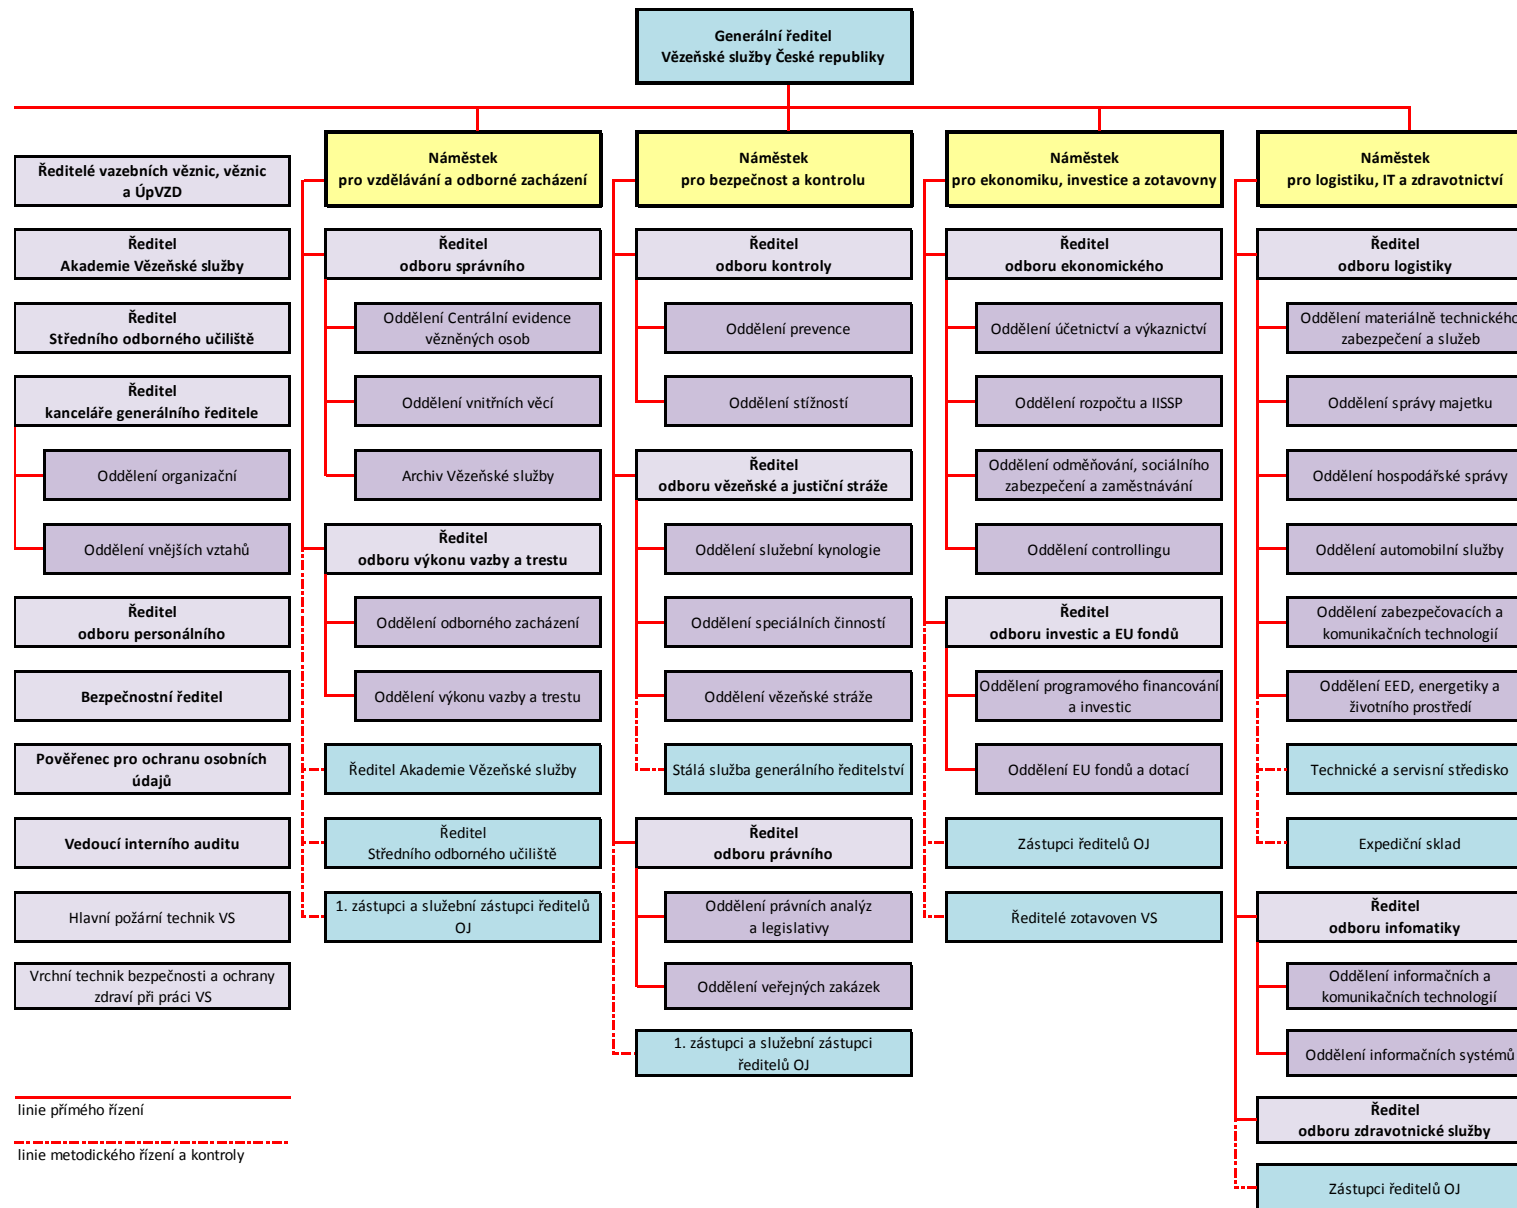 Generální ředitel
Vězeňské služby České republiky
Ředitelé vazebních věznic, věznic
a ÚpVZD
Ředitel
Akademie Vězeňské služby
Ředitel
Středního odborného učiliště
Ředitel
kanceláře generálního ředitele
Oddělení organizační
Oddělení vnějších vztahů
Ředitel
odboru personálního
Bezpečnostní ředitel
Pověřenec pro ochranu osobních
údajů
Vedoucí interního auditu
Hlavní požární technik VS
Vrchní technik bezpečnosti a ochrany
zdraví při práci VS
Náměstek
pro vzdělávání a odborné zacházení
Ředitel
odboru správního
Oddělení Centrální evidence
vězněných osob
Oddělení vnitřních věcí
Archiv Vězeňské služby
Ředitel
odboru výkonu vazby a trestu
Oddělení odborného zacházení
Oddělení výkonu vazby a trestu
Ředitel Akademie Vězeňské služby
Ředitel
Středního odborného učiliště
1. zástupci a služební zástupci ředitelů
OJ
Náměstek
pro bezpečnost a kontrolu
Ředitel
odboru kontroly
Oddělení prevence
Oddělení stížností
Ředitel
odboru vězeňské a justiční stráže
Oddělení služební kynologie
Oddělení speciálních činností
Oddělení vězeňské stráže
Stálá služba generálního ředitelství
Ředitel
odboru právního
Oddělení právních analýz
a legislativy
Oddělení veřejných zakázek
1. zástupci a služební zástupci
ředitelů OJ
Náměstek
pro ekonomiku, investice a zotavovny
Ředitel
odboru ekonomického
Oddělení účetnictví a výkaznictví
Oddělení rozpočtu a IISSP
Oddělení odměňování, sociálního
zabezpečení a zaměstnávání
Oddělení controllingu
Ředitel
odboru investic a EU fondů
Oddělení programového financování
a investic
Oddělení EU fondů a dotací
Zástupci ředitelů OJ
Ředitelé zotavoven VS
Náměstek
pro logistiku, IT a zdravotnictví
Ředitel
odboru logistiky
Oddělení materiálně technického
zabezpečení a služeb
Oddělení správy majetku
Oddělení hospodářské správy
Oddělení automobilní služby
Oddělení zabezpečovacích a
komunikačních technologií
Oddělení EED, energetiky a
životního prostředí
Technické a servisní středisko
Expediční sklad
Ředitel
odboru infomatiky
Oddělení informačních a
komunikačních technologií
Oddělení informačních systémů
Ředitel
odboru zdravotnické služby
Zástupci ředitelů OJ
linie přímého řízení
linie metodického řízení a kontroly